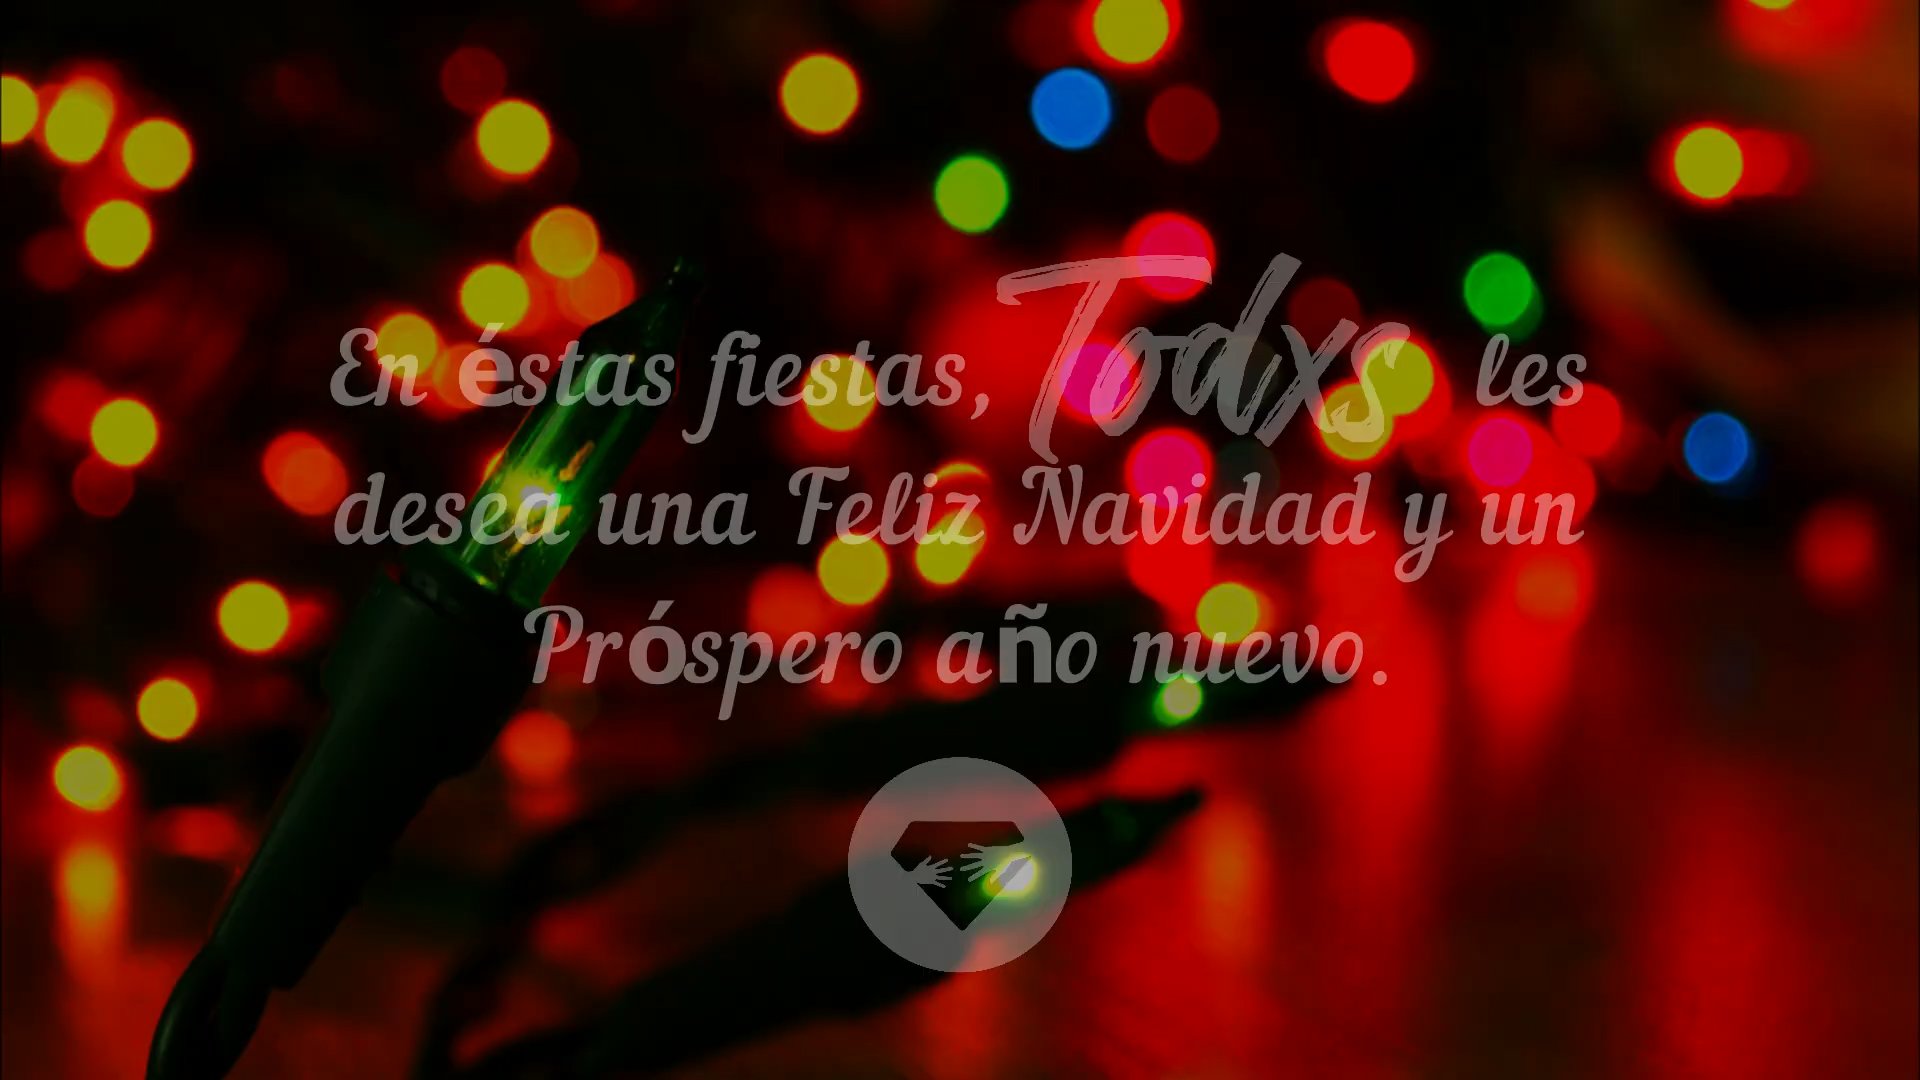 En éstas fiestas, Todxs les
desea una Feliz Navidad y un
Próspero año nuevo.